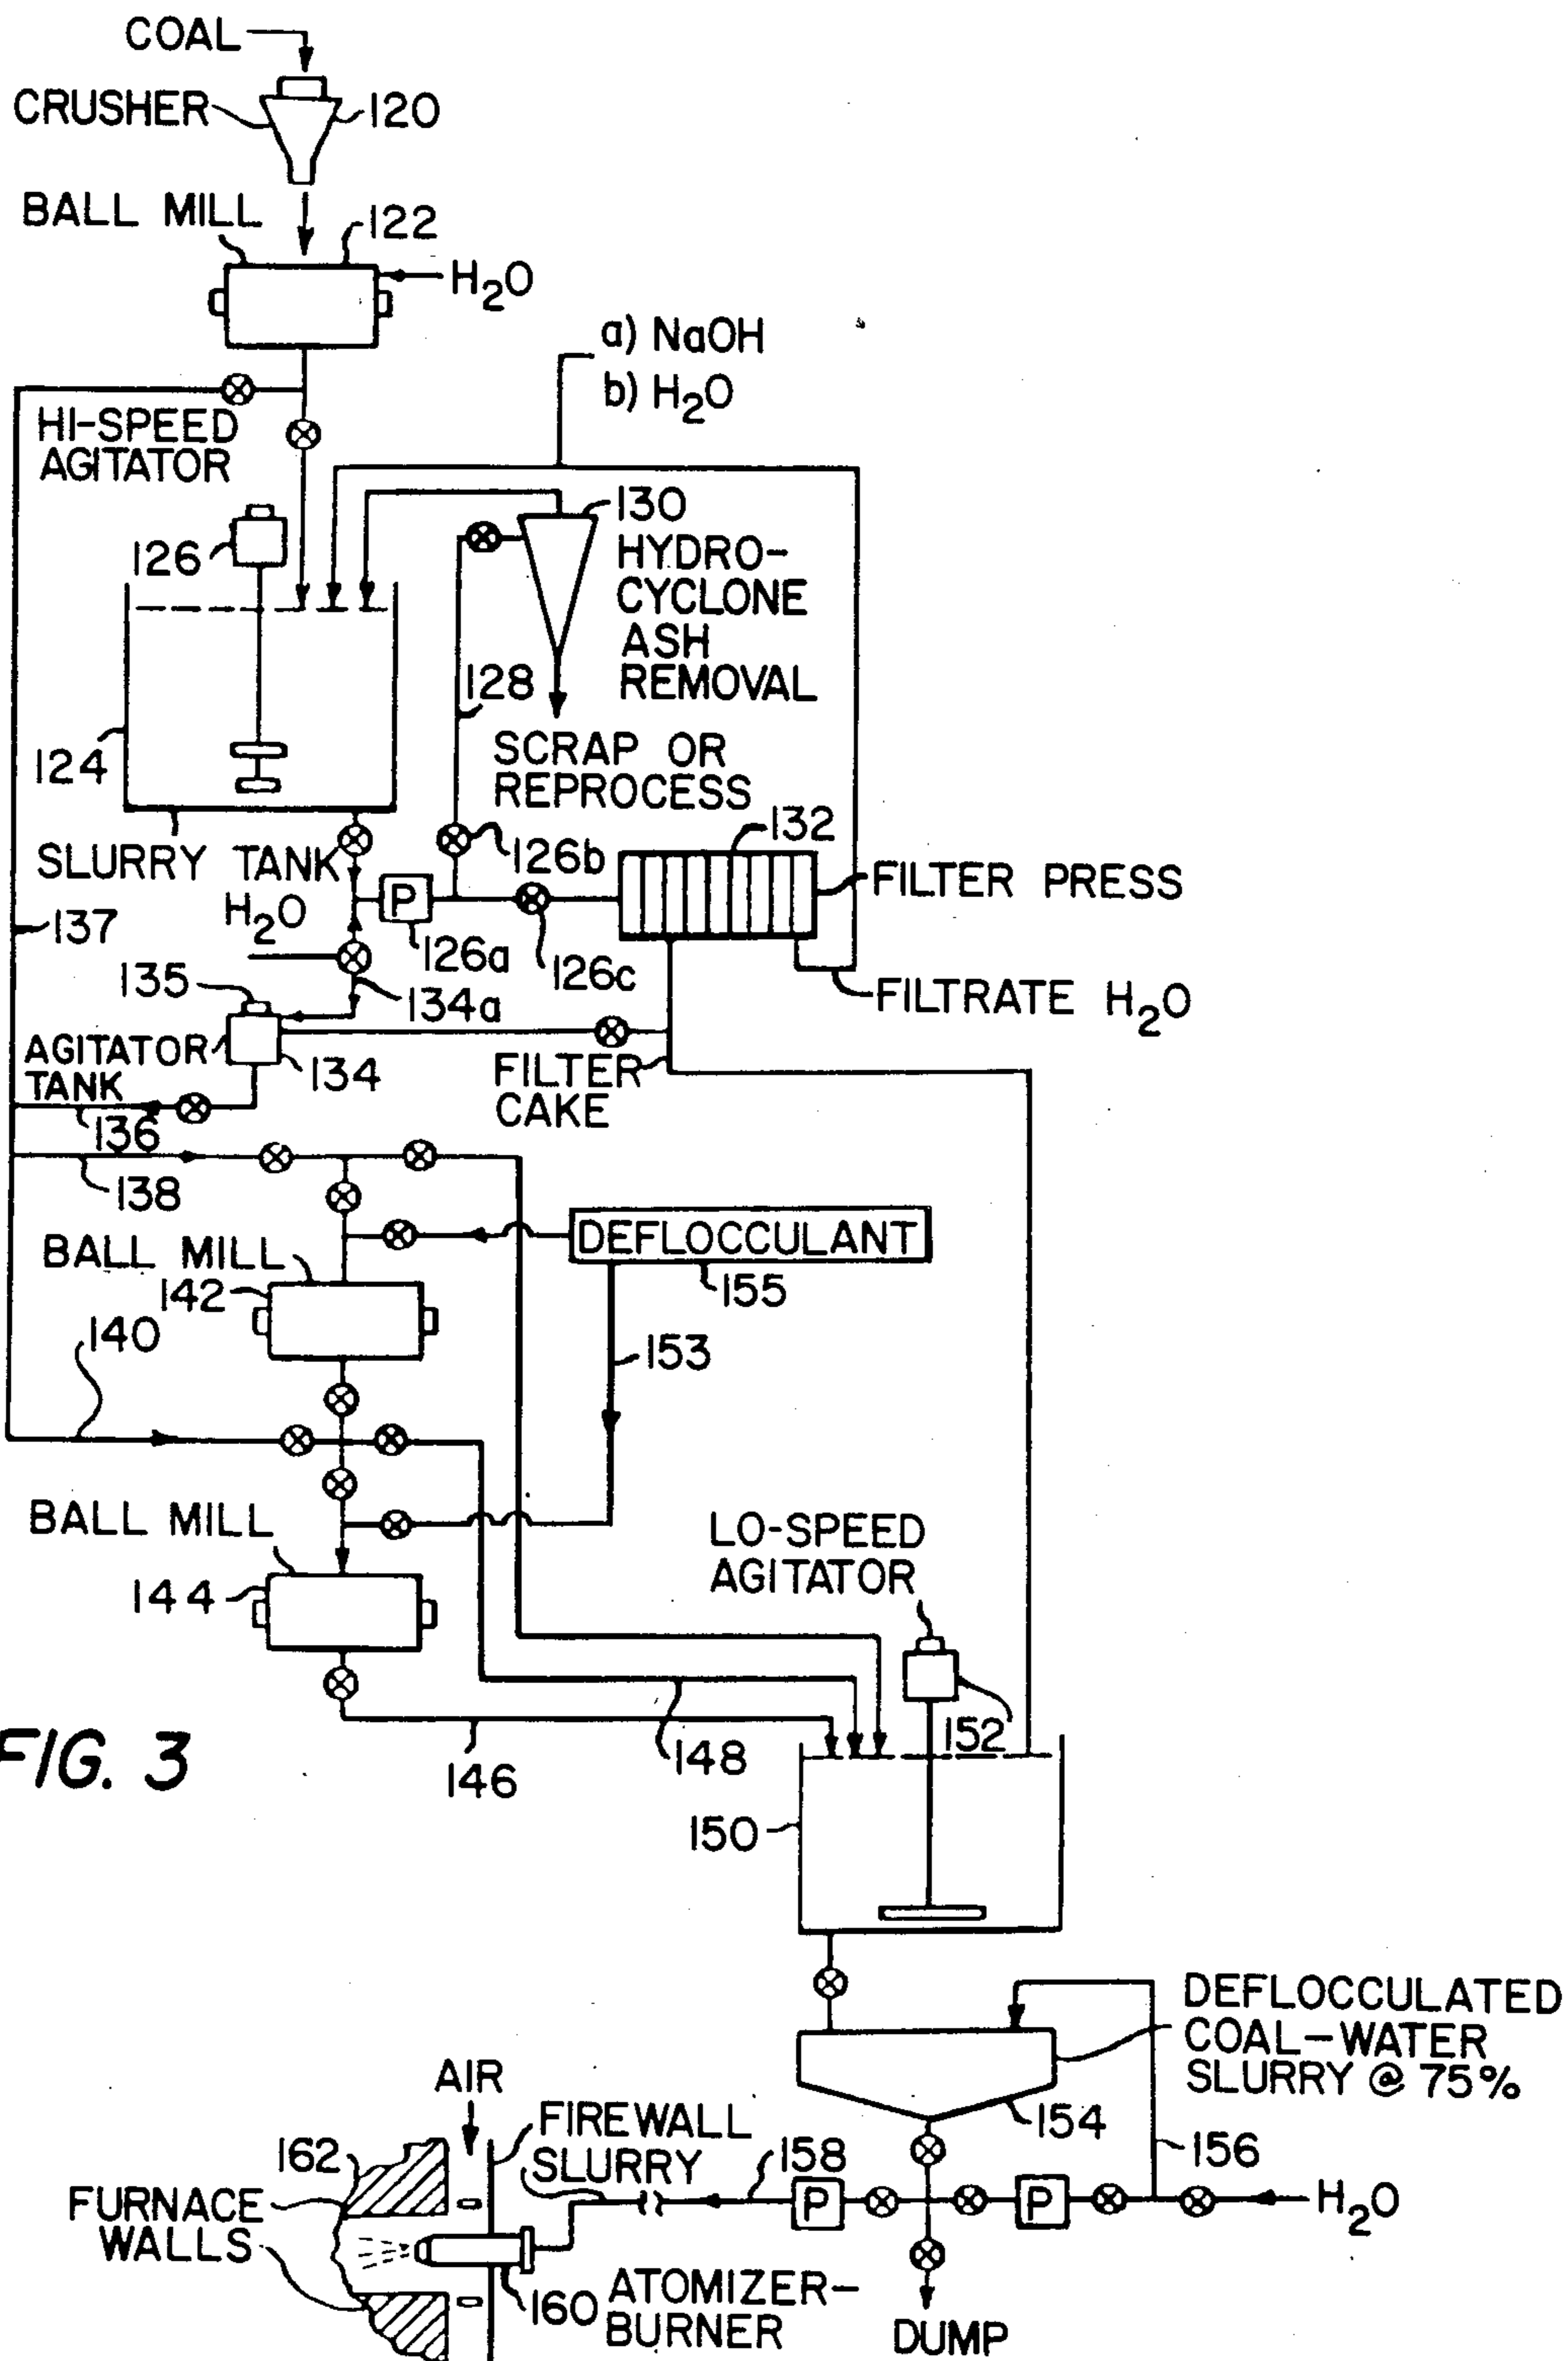 COAL
CRUSHER
120
BALL MILL
122
H2O
a) NaOH
b) H2O
HI-SPEED
AGITATOR
126
130
HYDRO-
CYCLONE
ASH
REMOVAL
128
124
SCRAP OR
REPROCESS
132
SLURRY TANK
126b
FILTER PRESS
H2O
P
137
126a
126c
135
134a
FILTRATE H2O
AGITATOR
TANK
134
FILTER
CAKE
136
138
DEFLOCCULANT
BALL MILL
142
155
140
153
BALL MILL
LO-SPEED
AGITATOR
144
152
FIG. 3
148
146
150
DEFLOCCULATED
COAL-WATER
SLURRY @ 75%
AIR
154
FIREWALL
162
SLURRY
158
156
FURNACE
WALLS
P
P
H2O
160
ATOMIZER-
BURNER
DUMP